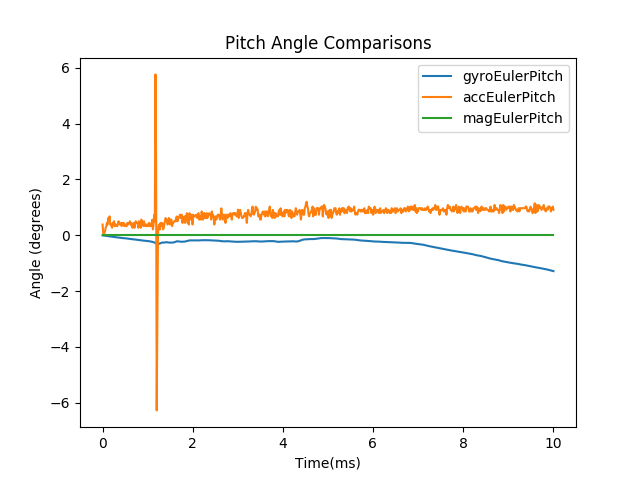 Pitch Angle Comparisons
gyroEulerPitch
accEulerPitch
magEulerPitch
Angle (degrees)
6
4
2
0
−2
−4
−6
0 2 4 6 8 10
Time(ms)